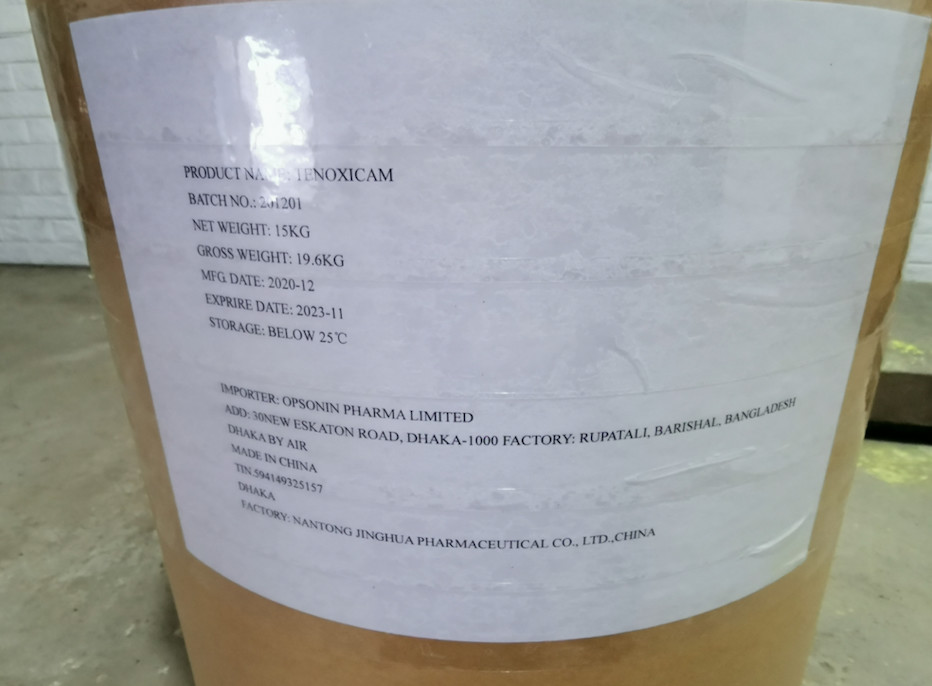 PRODUCT NAME: TENOXICAM
BATCH NO.: 201201
NET WEIGHT: 15KG
GROSS WEIGHT: 19.6KG
MFG. DATE: 2020-12
EXPRIRE DATE: 2023-11
STORAGE: BELOW 25℃
IMPORTER: OPSONIN PHARMA LIMITED
ADD: 30NEW ESKATON ROAD, DHAKA-1000 FACTORY: RUPATALI, BARISHAL, BANGLADESH
DHAKA BY AIR
MADE IN CHINA
TIN.594149325157
DHAKA
FACTORY: NANTONG JINGHUA PHARMACEUTICAL CO., LTD.,CHINA